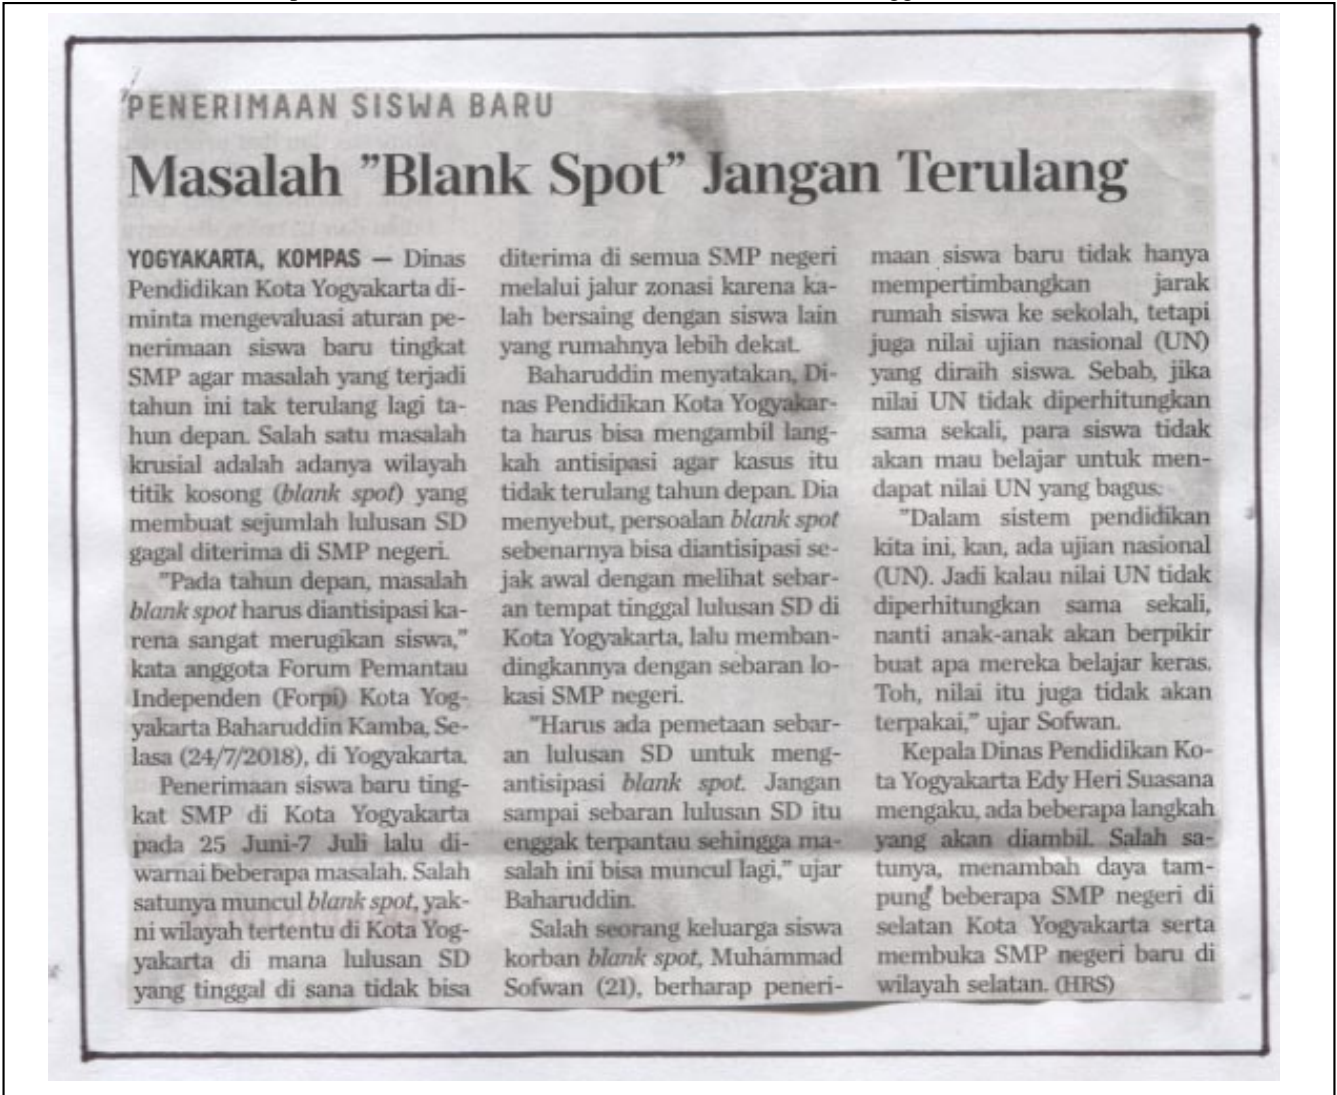 PENERIMAAN SISWA BARU
Masalah ”Blank Spot” Jangan Terulang
YOGYAKARTA, KOMPAS — Dinas
Pendidikan Kota Yogyakarta di-
minta mengevaluasi aturan pe-
nerimaan siswa baru tingkat
SMP agar masalah yang terjadi
tahun ini tak terulang lagi ta-
hun depan. Salah satu masalah
krusial adalah adanya wilayah
titik kosong (blank spot) yang
membuat sejumlah lulusan SD
gagal diterima di SMP negeri.
”Pada tahun depan, masalah
blank spot harus diantisipasi ka-
rena sangat merugikan siswa,”
kata anggota Forum Pemantau
Independen (Forpi) Kota Yog-
yakarta Baharuddin Kamba, Se-
lasa (24/7/2018), di Yogyakarta.
Penerimaan siswa baru ting-
kat SMP di Kota Yogyakarta
pada 25 Juni-7 Juli lalu di-
warnai beberapa masalah. Salah
satunya muncul blank spot, yak-
ni wilayah tertentu di Kota Yog-
yakarta di mana lulusan SD
yang tinggal di sana tidak bisa
diterima di semua SMP negeri
melalui jalur zonasi karena ka-
lah bersaing dengan siswa lain
yang rumahnya lebih dekat.
Baharuddin menyatakan, Di-
nas Pendidikan Kota Yogyakar-
ta harus bisa mengambil lang-
kah antisipasi agar kasus itu
tidak terulang tahun depan. Dia
menyebut, persoalan blank spot
sebenarnya bisa diantisipasi se-
jak awal dengan melihat sebar-
an tempat tinggal lulusan SD di
Kota Yogyakarta, lalu memban-
dingkannya dengan sebaran lo-
kasi SMP negeri.
”Harus ada pemetaan sebar-
an lulusan SD untuk meng-
antisipasi blank spot. Jangan
sampai sebaran lulusan SD itu
enggak terpantau sehingga ma-
salah ini bisa muncul lagi,” ujar
Baharuddin.
Salah seorang keluarga siswa
korban blank spot, Muhammad
Sofwan (21), berharap peneri-
maan siswa baru tidak hanya
mempertimbangkan jarak
rumah siswa ke sekolah, tetapi
juga nilai ujian nasional (UN)
yang diraih siswa. Sebab, jika
nilai UN tidak diperhitungkan
sama sekali, para siswa tidak
akan mau belajar untuk men-
dapat nilai UN yang bagus.
”Dalam sistem pendidikan
kita ini, kan, ada ujian nasional
(UN). Jadi kalau nilai UN tidak
diperhitungkan sama sekali,
nanti anak-anak akan berpikir
buat apa mereka belajar keras.
Toh, nilai itu juga tidak akan
terpakai,” ujar Sofwan.
Kepala Dinas Pendidikan Ko-
ta Yogyakarta Edy Heri Suasana
mengaku, ada beberapa langkah
yang akan diambil. Salah sa-
tunya, menambah daya tam-
pung beberapa SMP negeri di
selatan Kota Yogyakarta serta
membuka SMP negeri baru di
wilayah selatan. (HRS)